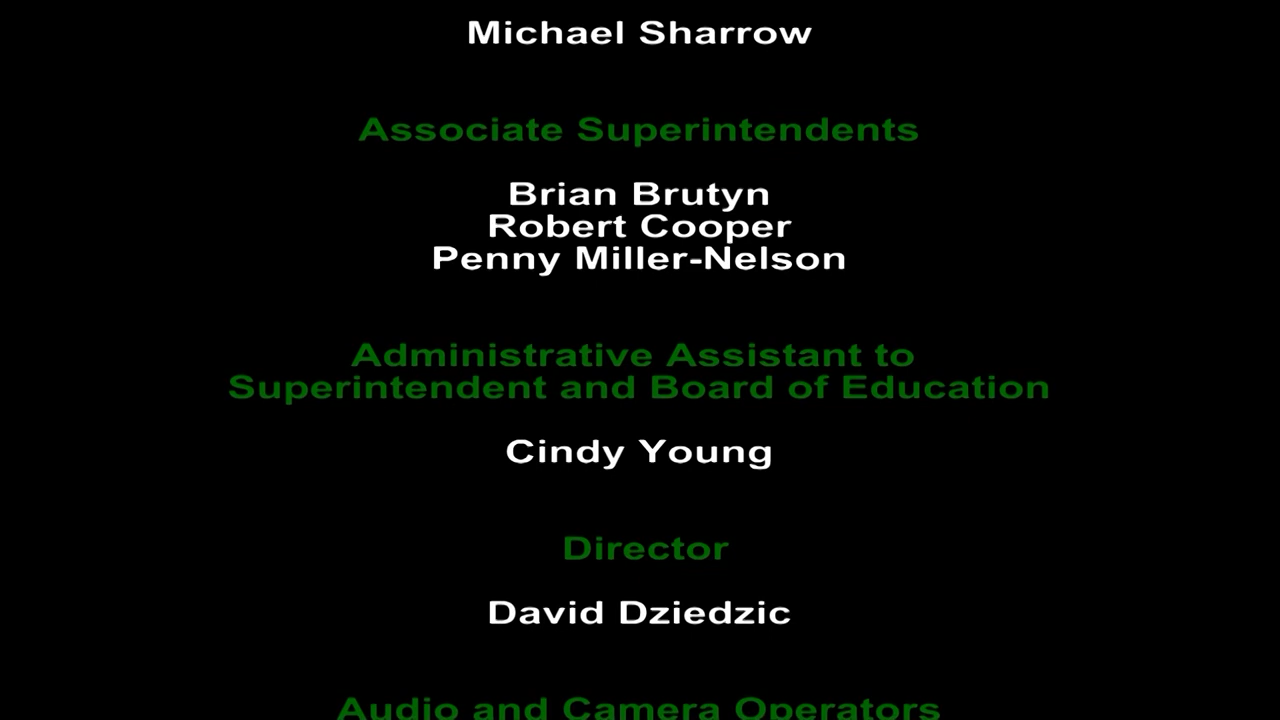 Michael Sharrow
Associate Superintendents
Brian Brutyn
Robert Cooper
Penny Miller-Nelson
Administrative Assistant to
Superintendent and Board of Education
Cindy Young
Director
David Dziedzic
Audio and Camera Operators